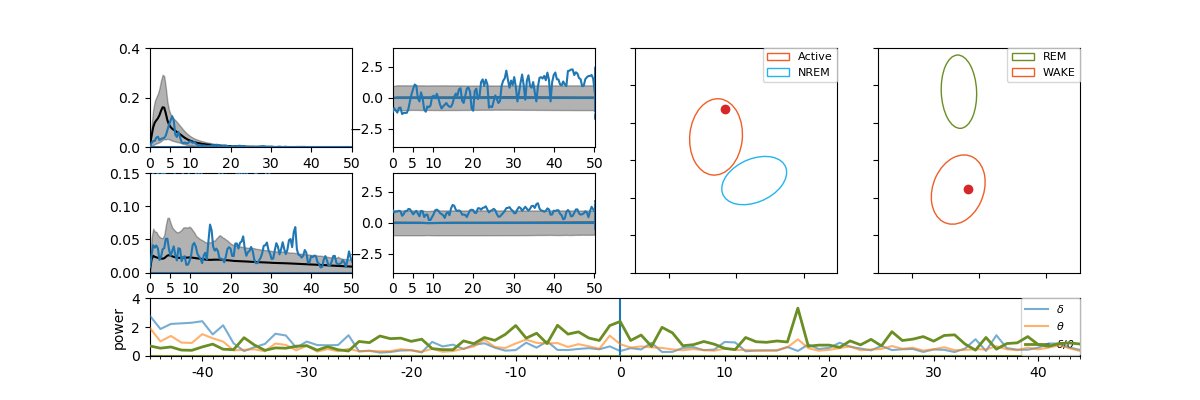 0.4
0.2
0.0
0 5 10 20 30 40 50
2.5
0.0
−2.5
0 5 10 20 30 40 50
Active
NREM
REM
WAKE
0.15
0.10
0.05
0.00
0 5 10 20 30 40 50
2.5
0.0
−2.5
0 5 10 20 30 40 50
power
4
2
0
-40 -30 -20 -10 0 10 20 30 40
δ
θ
δ/θ